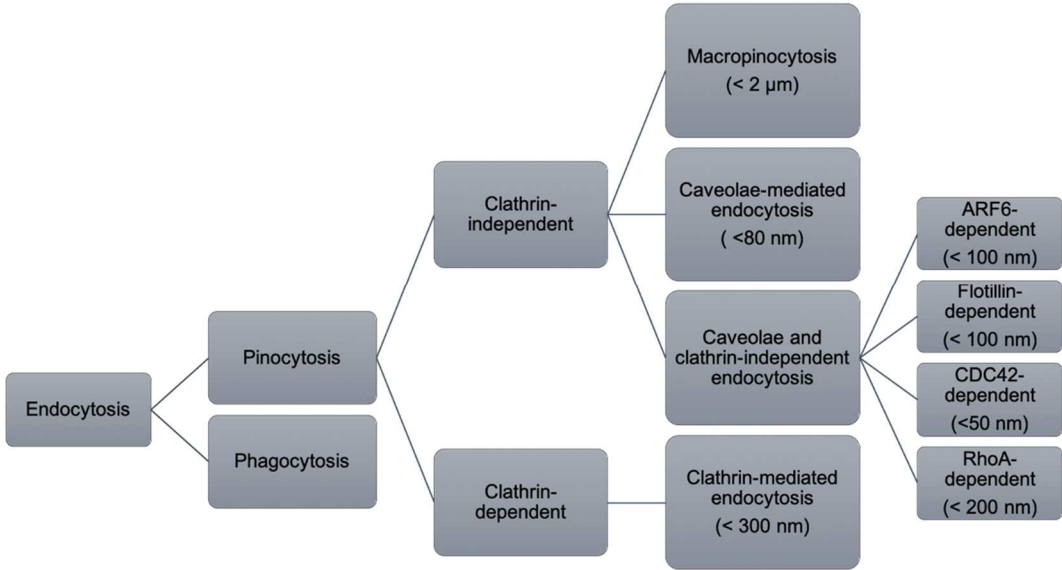 Endocytosis
Pinocytosis
Phagocytosis
Clathrin-
independent
Clathrin-
dependent
Macropinocytosis
(< 2 μm)
Caveolae-mediated
endocytosis
( <80 nm)
Caveolae and
clathrin-independent
endocytosis
Clathrin-mediated
endocytosis
(< 300 nm)
ARF6-
dependent
(< 100 nm)
Flotillin-
dependent
(< 100 nm)
CDC42-
dependent
(<50 nm)
RhoA-
dependent
(< 200 nm)